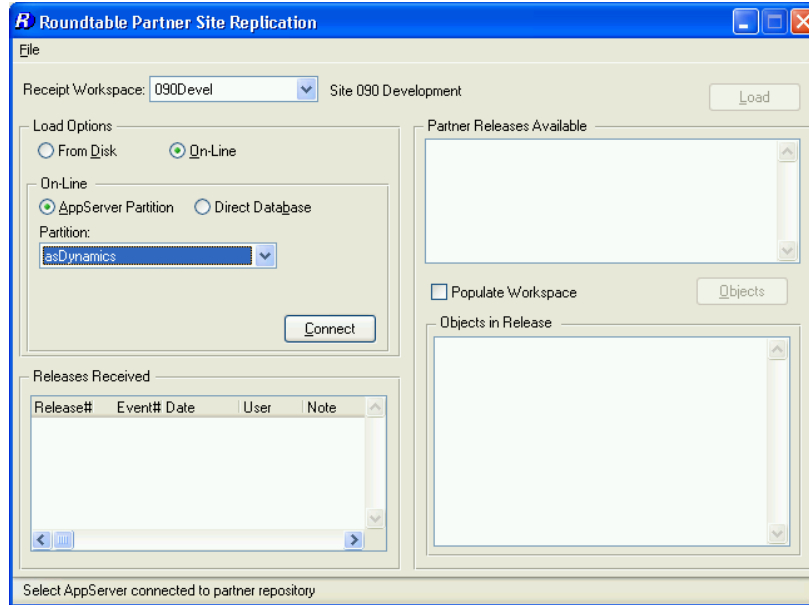 R Roundtable Partner Site Replication
File
Receipt Workspace: 090Devel Site 090 Development
Load
Load Options
From Disk On-Line
On-Line
AppServer Partition Direct Database
Partition:
asDynamics
Connect
Releases Received
Release# Event# Date User Note
Partner Releases Available
Populate Workspace Objects
Objects in Release
Select AppServer connected to partner repository